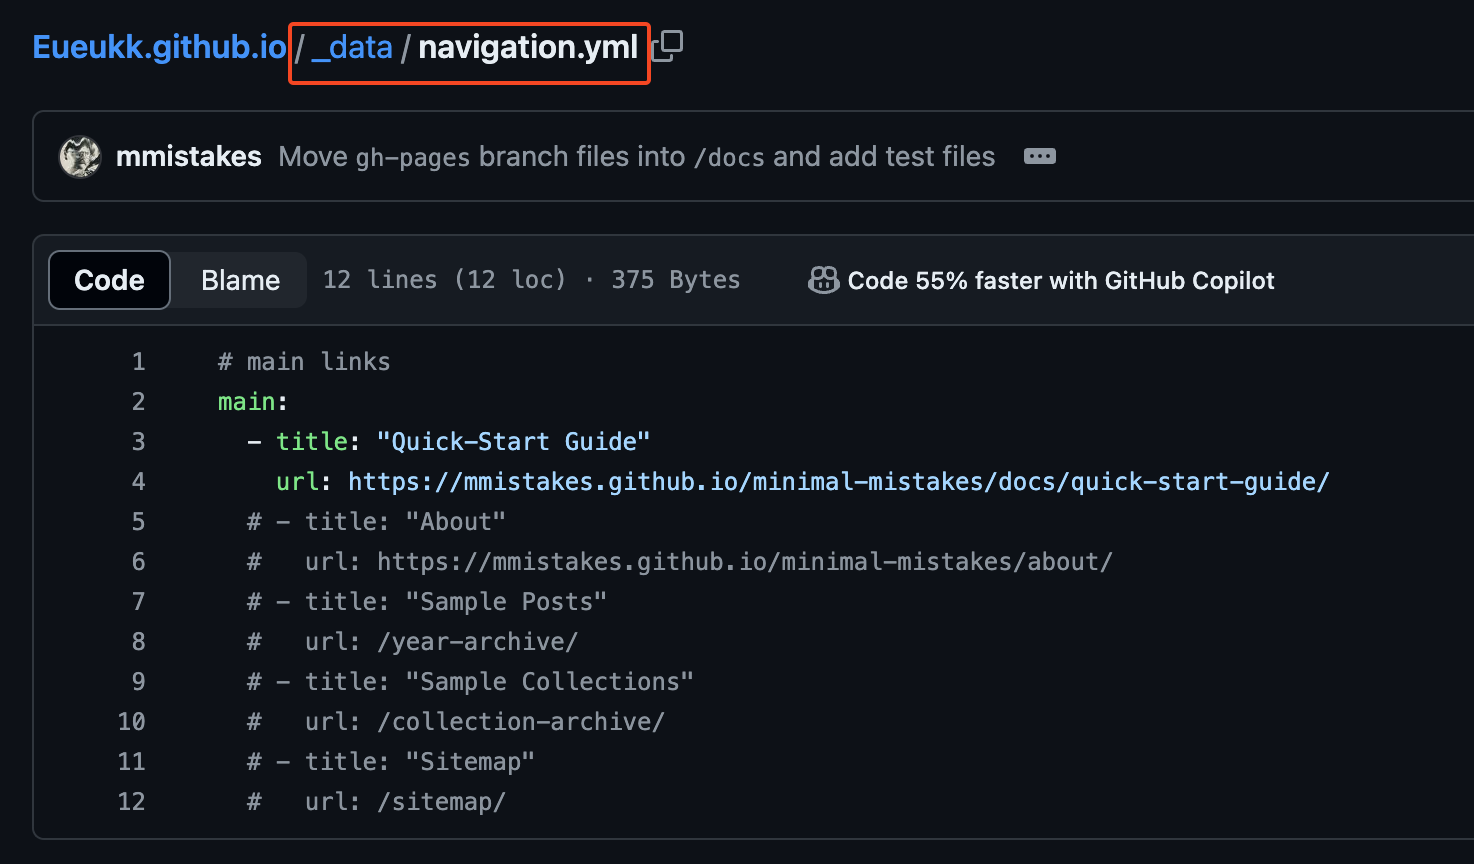 Eueukk.github.io/_data/navigation.yml
mmistakes Move gh-pages branch files into /docs and add test files
Code Blame 12 lines (12 loc) · 375 Bytes Code 55% faster with GitHub Copilot
1 # main links
2 main:
3   - title: "Quick-Start Guide"
4     url: https://mmistakes.github.io/minimal-mistakes/docs/quick-start-guide/
5   # - title: "About"
6   #   url: https://mmistakes.github.io/minimal-mistakes/about/
7   # - title: "Sample Posts"
8   #   url: /year-archive/
9   # - title: "Sample Collections"
10   #   url: /collection-archive/
11   # - title: "Sitemap"
12   #   url: /sitemap/